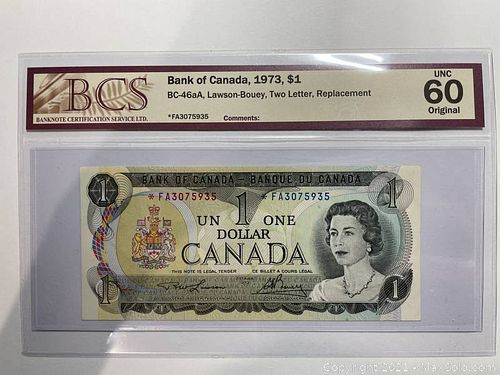 BCS
BANKNOTE CERTIFICATION SERVICE LTD.
Bank of Canada, 1973, $1
BC-46aA, Lawson-Bouey, Two Letter, Replacement
*FA3075935 Comments:
UNC
60
Original
BANK OF CANADA – BANQUE DU CANADA
1 1
*FA3075935 *FA3075935
UN 1 ONE
DOLLAR
CANADA
THIS NOTE IS LEGAL TENDER CE BILLET A COURS LÉGAL
1 1
Copyright 2021 - MaxSold.com